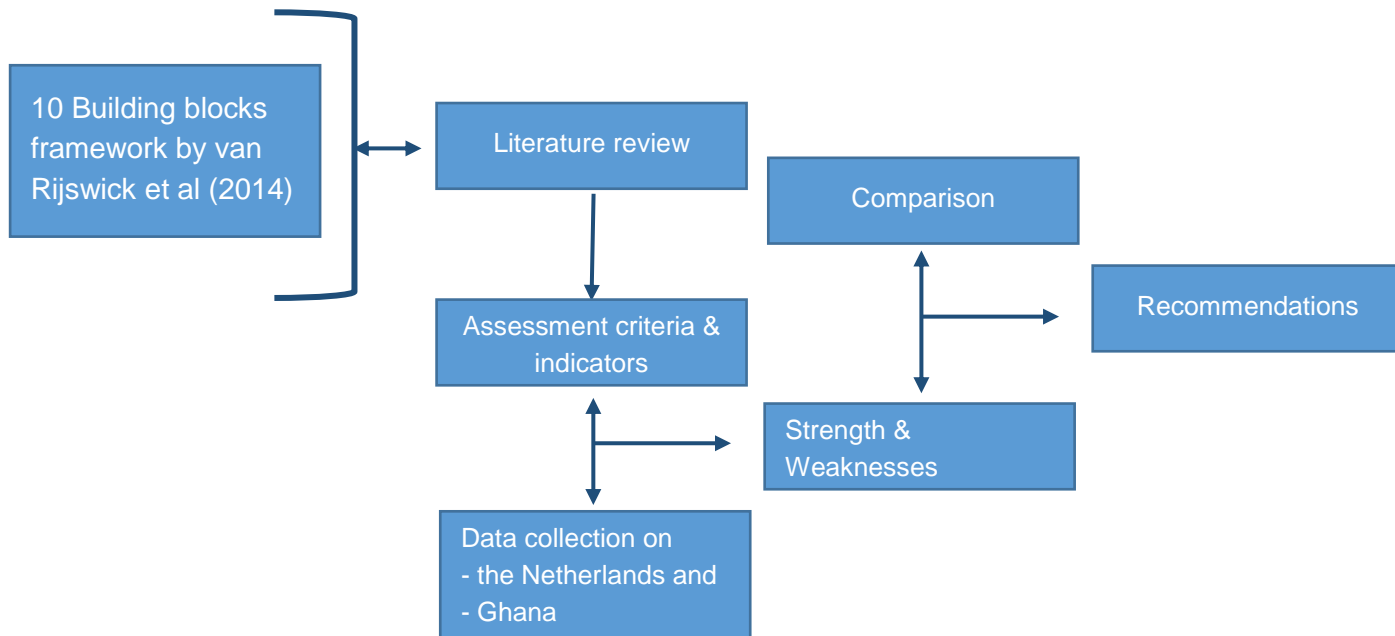 10 Building blocks
framework by van
Rijswick et al (2014)
Literature review
Comparison
Recommendations
Assessment criteria &
indicators
Strength &
Weaknesses
Data collection on
- the Netherlands and
- Ghana